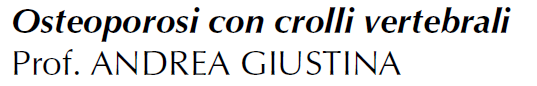 Osteoporosi con crolli vertebrali
Prof. ANDREA GIUSTINA